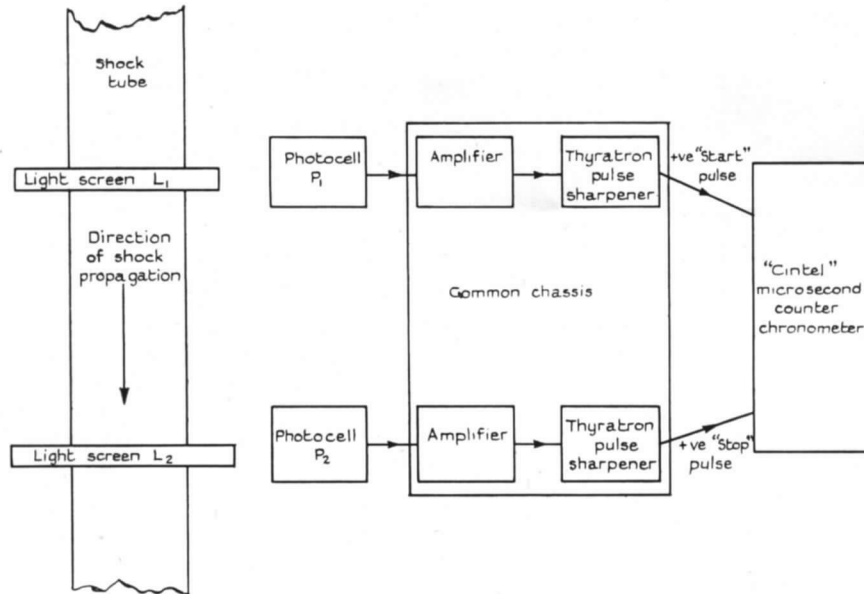 Shock
tube
Light screen L₁
Direction
of shock
propagation
Light screen L₂
Photocell
P₁
Amplifier
Thyratron
pulse
sharpener
+ve "Start"
pulse
Common chassis
"Cintel"
microsecond
counter
chronometer
Photocell
P₂
Amplifier
Thyratron
pulse
sharpener
+ve "Stop"
pulse